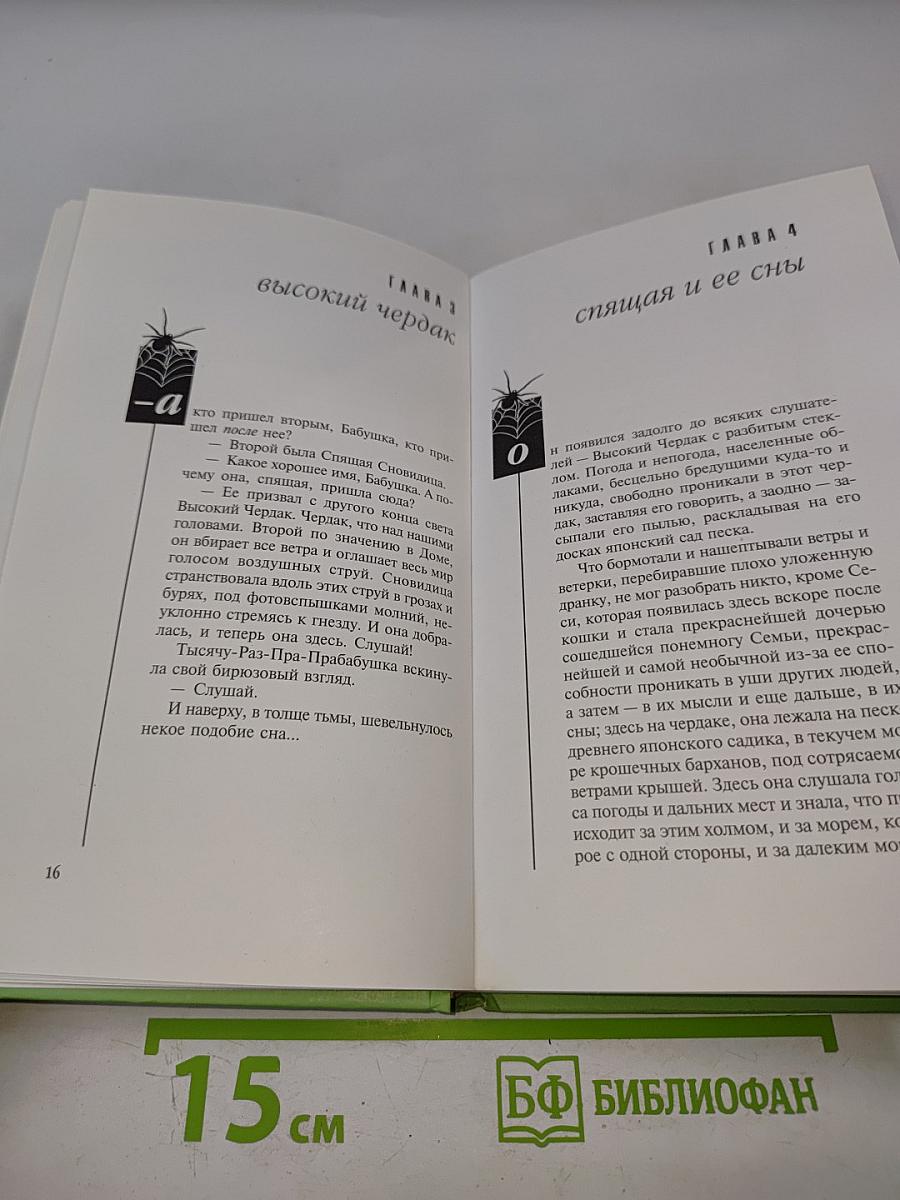 ГЛАВА 3
высокий чердак
–а
кто пришел вторым, Бабушка, кто при-
шел после нее?
— Второй была Спящая Сновидица.
— Какое хорошее имя, Бабушка. А по-
чему она, спящая, пришла сюда?
— Ее призвал с другого конца света
Высокий Чердак. Чердак, что над нашими
головами. Второй по значению в Доме,
он вбирает все ветра и оглашает весь мир
голосом воздушных струй. Сновидица
странствовала вдоль этих струй в грозах и
бурях, под фотовспышками молний, не-
уклонно стремясь к гнезду. И она добра-
лась, и теперь она здесь. Слушай!
Тысячу-Раз-Пра-Прабабушка вскину-
ла свой бирюзовый взгляд.
— Слушай.
И наверху, в толще тьмы, шевельнулось
некое подобие сна...
16
ГЛАВА 4
спящая и ее сны
о
н появился задолго до всяких слушате-
лей — Высокий Чердак с разбитым стек-
лом. Погода и непогода, населенные об-
лаками, бесцельно бредущими куда-то и
никуда, свободно проникали в этот чер-
дак, заставляя его говорить, а заодно — за-
сыпали его пылью, раскладывая на его
досках японский сад песка.
Что бормотали и нашептывали ветры и
ветерки, перебиравшие плохо уложенную
дранку, не мог разобрать никто, кроме Се-
си, которая появилась здесь вскоре после
кошки и стала прекраснейшей дочерью
сошедшейся понемногу Семьи, прекрас-
нейшей и самой необычной из-за ее спо-
собности проникать в уши других людей,
а затем — в их мысли и еще дальше, в их
сны; здесь на чердаке, она лежала на песк
древнего японского садика, в текучем мо
ре крошечных барханов, под сотрясаемо
ветрами крышей. Здесь она слушала гол
са погоды и дальних мест и знала, что п
исходит за этим холмом, и за морем, ко
рое с одной стороны, и за далеким мо
15 см
БФ БИБЛИОФАН